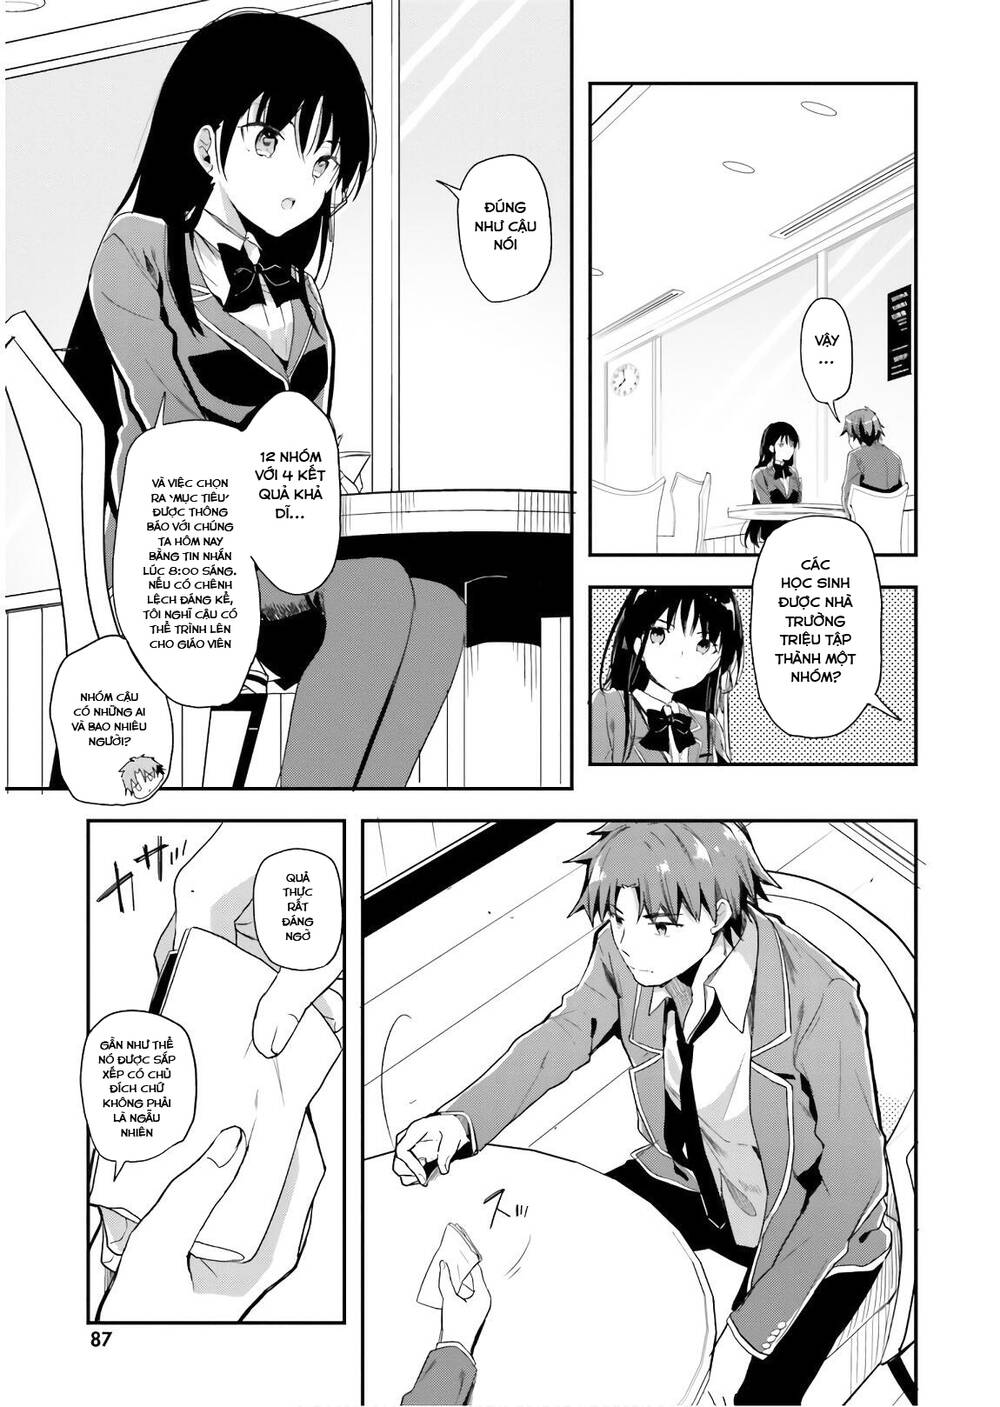 VẬY
...
CÁC
HỌC SINH
ĐƯỢC NHÀ
TRƯỜNG
TRIỆU TẬP
THÀNH MỘT
NHÓM?
ĐÚNG
NHƯ CẬU
NÓI
12 NHÓM
VỚI 4 KẾT
QUẢ KHẢ
DĨ...
VÀ VIỆC CHỌN
RA 'MỤC TIÊU'
ĐƯỢC THÔNG
BÁO VỚI CHÚNG
TA HÔM NAY
BẰNG TIN NHẮN
LÚC 8:00 SÁNG.
NẾU CÓ CHÊNH
LỆCH ĐÁNG KỂ,
TÔI NGHĨ CẬU CÓ
THỂ TRÌNH LÊN
CHO GIÁO VIÊN
NHÓM CẬU
CÓ NHỮNG AI
VÀ BAO NHIÊU
NGƯỜI?
ス
QUẢ
THỰC
RẤT
ĐÁNG
NGỜ
ガサ
GẦN NHƯ THỂ
NÓ ĐƯỢC SẮP
XẾP CÓ CHỦ
ĐÍCH CHỨ
KHÔNG PHẢI
LÀ NGẪU
NHIÊN
87